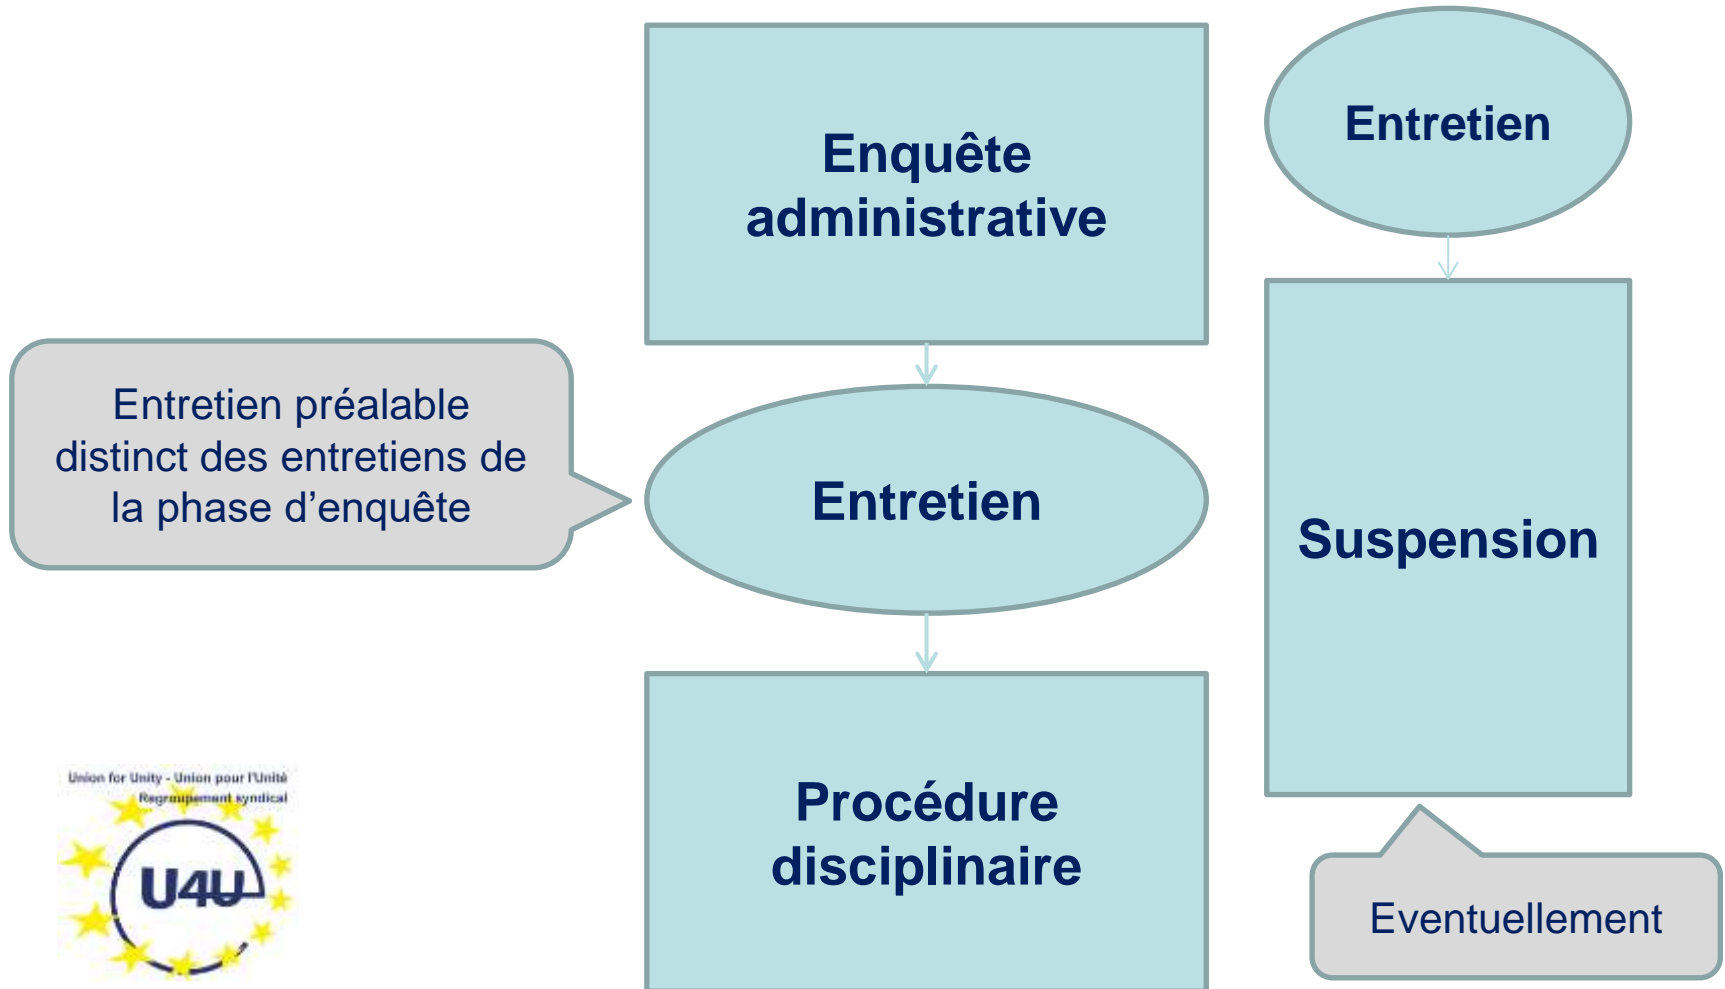 Enquête
administrative
Entretien
Entretien préalable
distinct des entretiens de
la phase d’enquête
Entretien
Suspension
Procédure
disciplinaire
Eventuellement
Union for Unity - Union pour l'Unité
Regroupement syndical
U4U